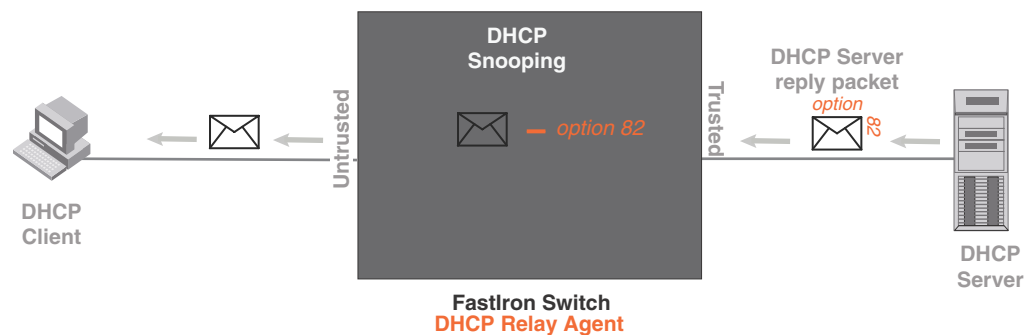 DHCP
Snooping
DHCP Server
reply packet
option
82
Untrusted
– option 82
Trusted
DHCP
Client
DHCP
Server
FastIron Switch
DHCP Relay Agent